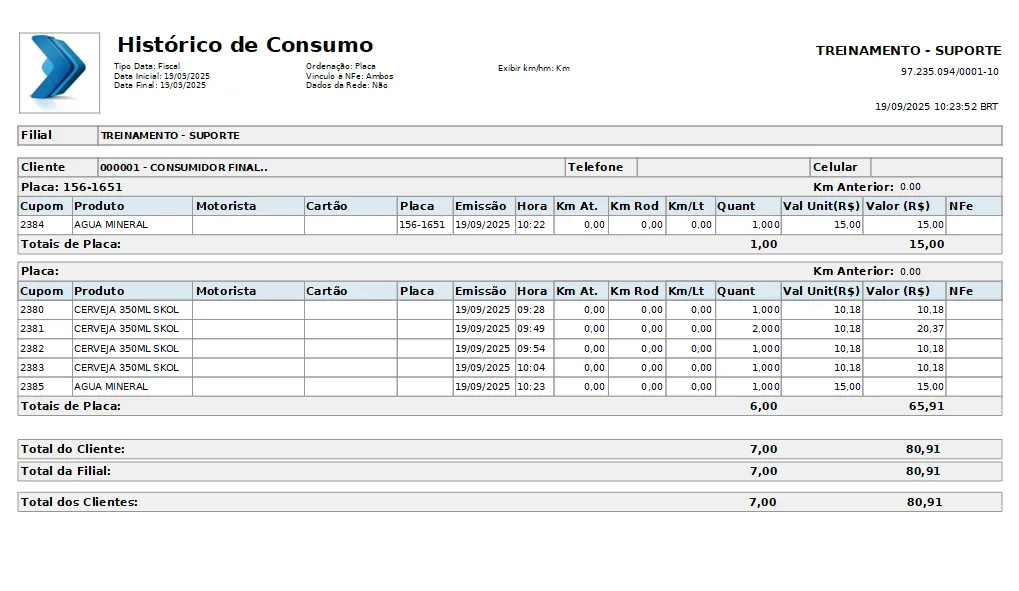 Histórico de Consumo
TREINAMENTO - SUPORTE
Tipo Data: Fiscal Ordenação: Placa Exibir km/hm: Km
97.235.094/0001-10
Data Inicial: 19/09/2025 Vínculo à NFe: Ambos
Data Final: 19/09/2025 Dados da Rede: Não
19/09/2025 10:23:52 BRT
Filial TREINAMENTO - SUPORTE
Cliente 000001 - CONSUMIDOR FINAL.. Telefone Celular
Placa: 156-1651 Km Anterior: 0.00
Cupom Produto Motorista Cartão Placa Emissão Hora Km At. Km Rod Km/Lt Quant Val Unit(R$) Valor (R$) NFe
2384 AGUA MINERAL 156-1651 19/09/2025 10:22 0,00 0,00 0,00 1,000 15,00 15,00
Totais de Placa: 1,00 15,00
Placa: Km Anterior: 0.00
Cupom Produto Motorista Cartão Placa Emissão Hora Km At. Km Rod Km/Lt Quant Val Unit(R$) Valor (R$) NFe
2380 CERVEJA 350ML SKOL 19/09/2025 09:28 0,00 0,00 0,00 1,000 10,18 10,18
2381 CERVEJA 350ML SKOL 19/09/2025 09:49 0,00 0,00 0,00 2,000 10,18 20,37
2382 CERVEJA 350ML SKOL 19/09/2025 09:54 0,00 0,00 0,00 1,000 10,18 10,18
2383 CERVEJA 350ML SKOL 19/09/2025 10:04 0,00 0,00 0,00 1,000 10,18 10,18
2385 AGUA MINERAL 19/09/2025 10:23 0,00 0,00 0,00 1,000 15,00 15,00
Totais de Placa: 6,00 65,91
Total do Cliente: 7,00 80,91
Total da Filial: 7,00 80,91
Total dos Clientes: 7,00 80,91